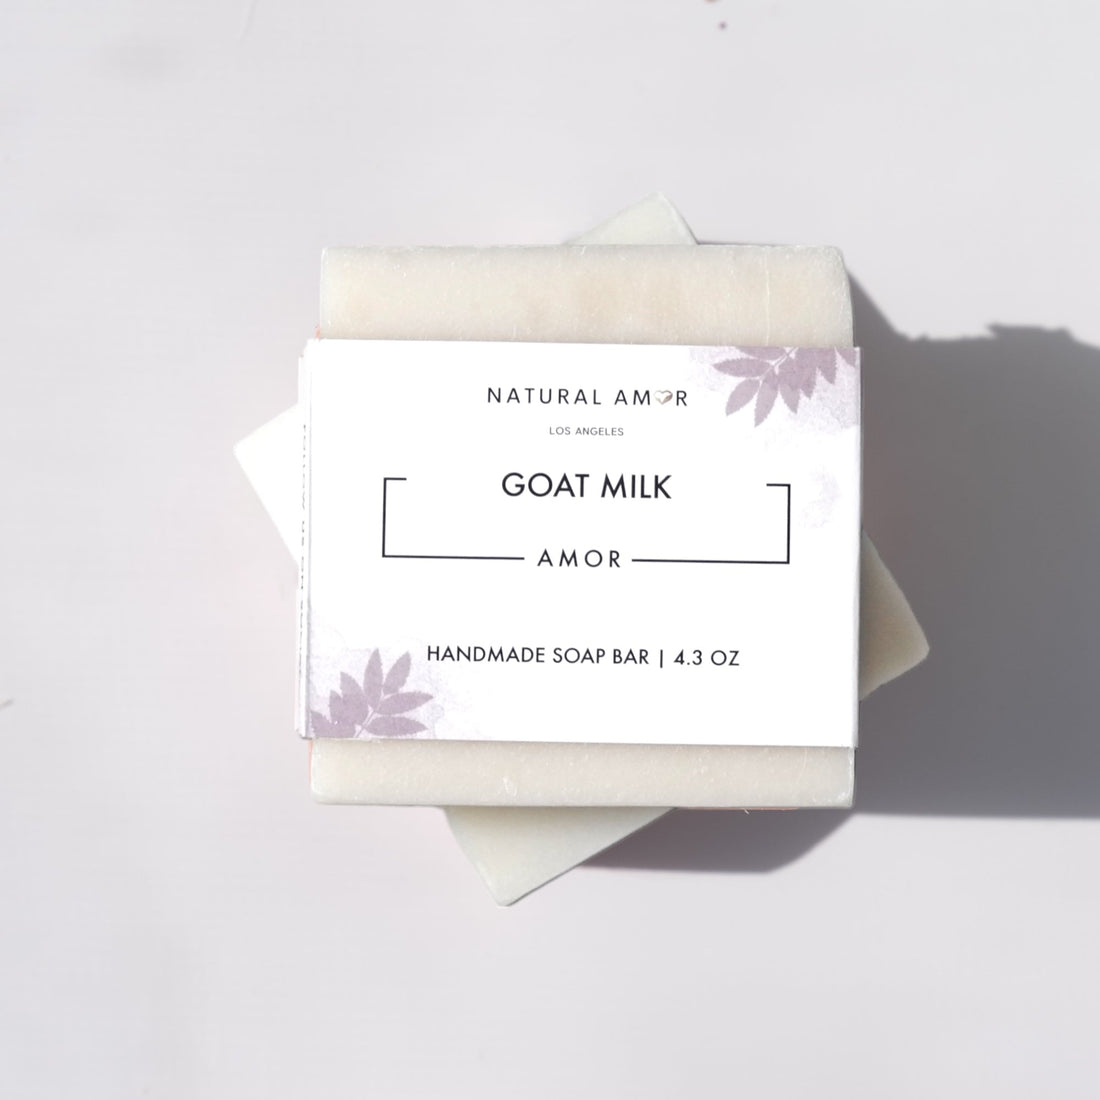 NATURAL AMOR
LOS ANGELES
GOAT MILK
AMOR
HANDMADE SOAP BAR | 4.3 OZ